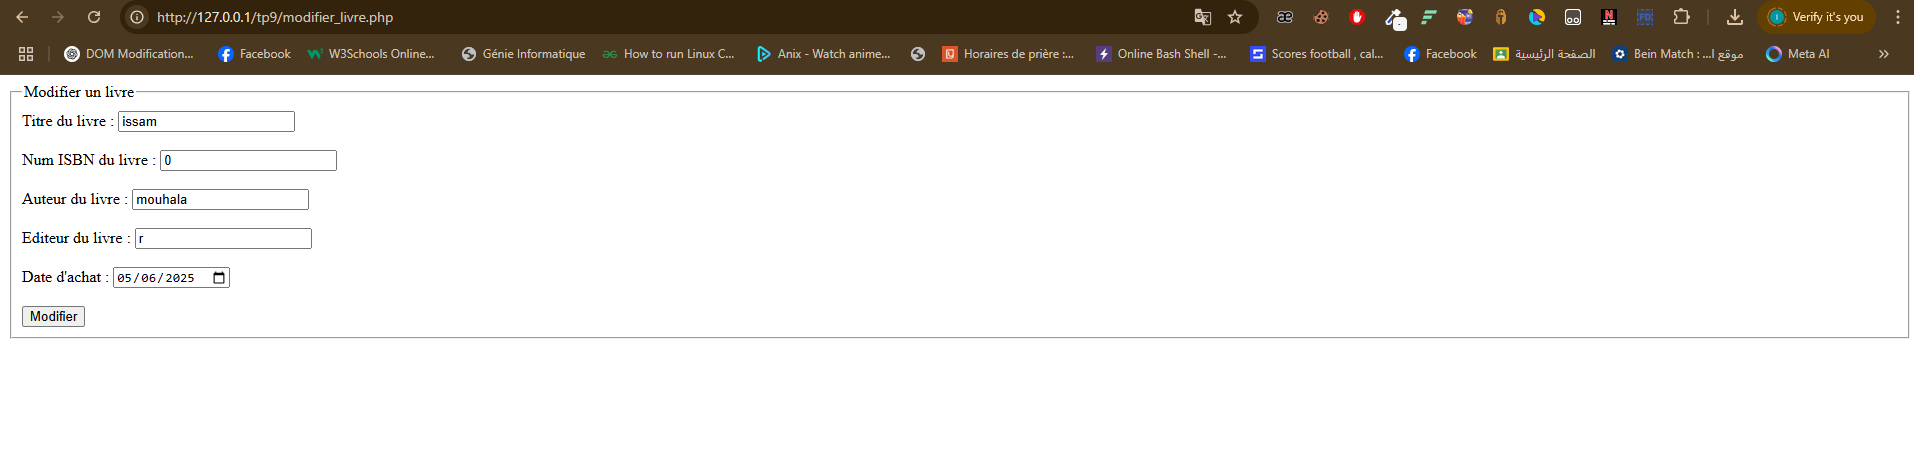 http://127.0.0.1/tp9/modifier_livre.php
Verify it's you
DOM Modification... Facebook W3Schools Online... Génie Informatique How to run Linux C... Anix - Watch anime... Horaires de prière :... Online Bash Shell -... Scores football , cal... Facebook الصفحة الرئيسية Bein Match : ...موقع ا Meta AI
Modifier un livre
Titre du livre : issam
Num ISBN du livre : 0
Auteur du livre : mouhala
Editeur du livre : r
Date d'achat : 05/06/2025
Modifier